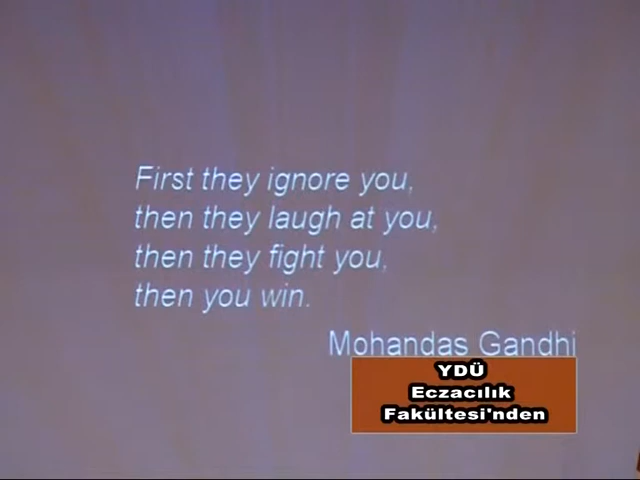 First they ignore you,
then they laugh at you,
then they fight you,
then you win.
Mohandas Gandhi
YDÜ
Eczacılık
Fakültesi'nden